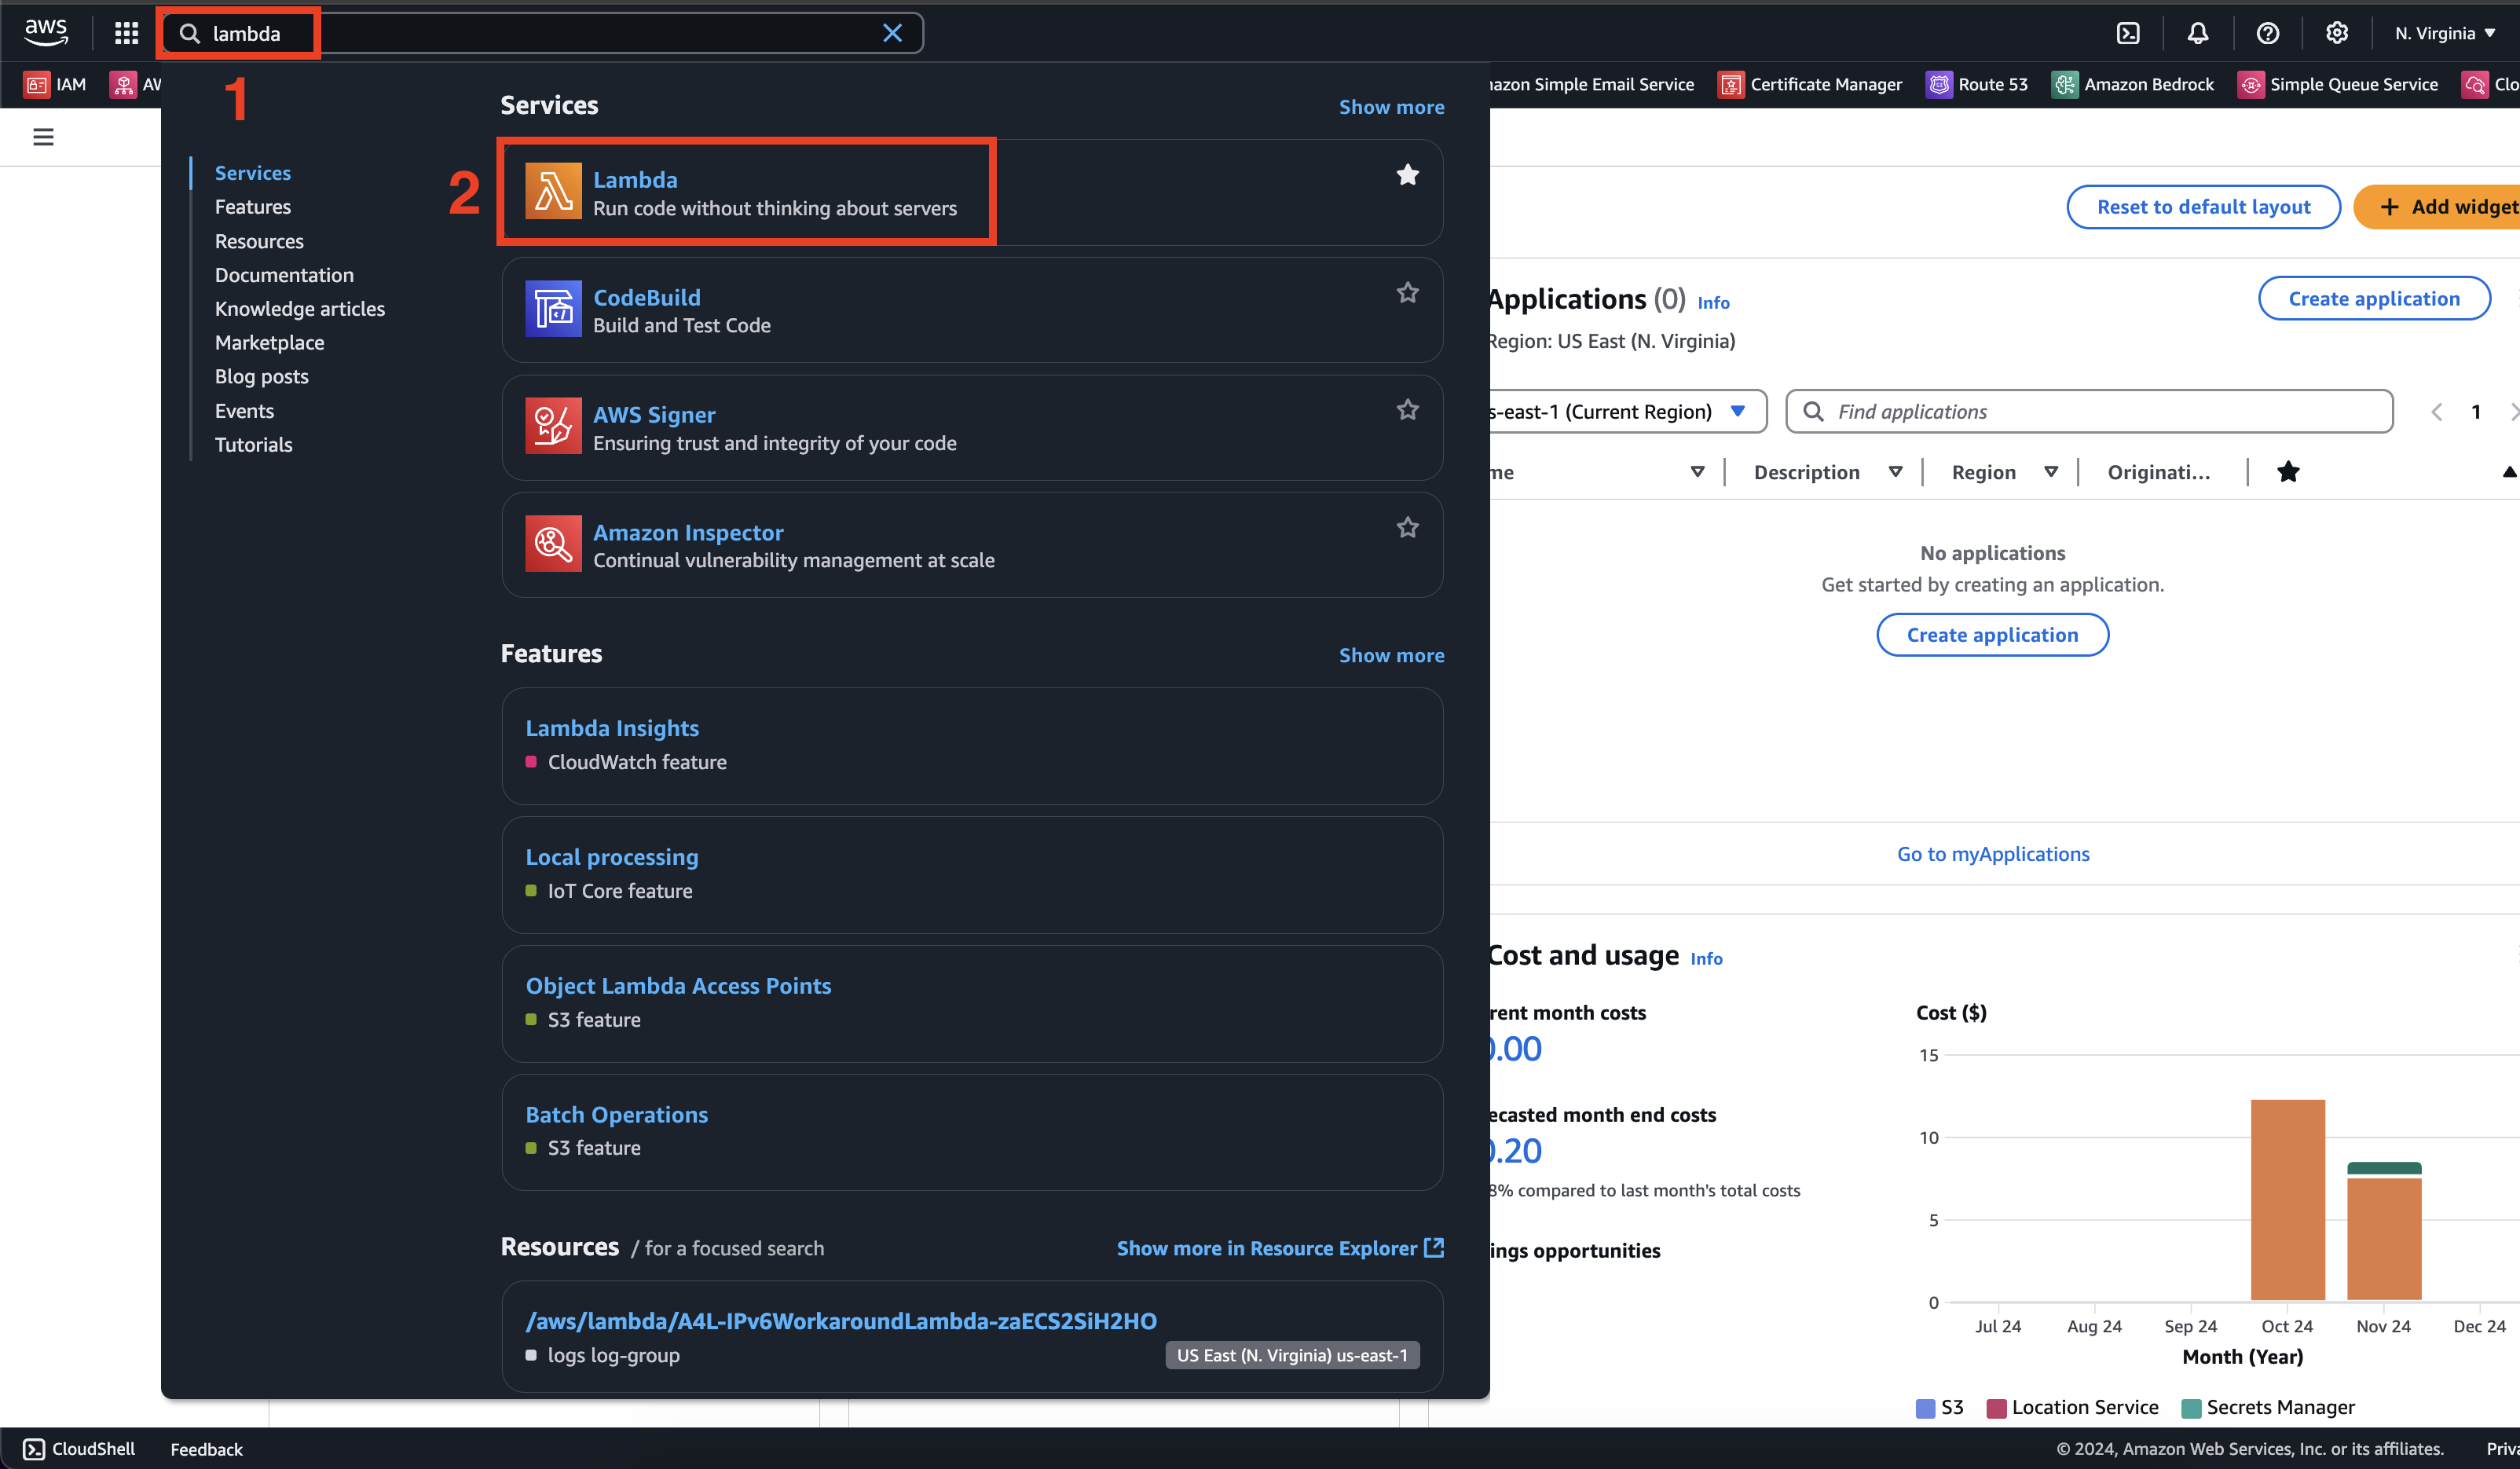 aws
lambda
N. Virginia
IAM
Simple Email Service
Certificate Manager
Route 53
Amazon Bedrock
Simple Queue Service
1
Services
Features
Resources
Documentation
Knowledge articles
Marketplace
Blog posts
Events
Tutorials
Services
Show more
2
Lambda
Run code without thinking about servers
CodeBuild
Build and Test Code
AWS Signer
Ensuring trust and integrity of your code
Amazon Inspector
Continual vulnerability management at scale
Features
Show more
Lambda Insights
CloudWatch feature
Local processing
IoT Core feature
Object Lambda Access Points
S3 feature
Batch Operations
S3 feature
Resources / for a focused search
Show more in Resource Explorer
/aws/lambda/A4L-IPv6WorkaroundLambda-zaECS2SiH2HO
logs log-group
US East (N. Virginia) us-east-1
Reset to default layout
+ Add widget
Applications (0) Info
Create application
Region: US East (N. Virginia)
s-east-1 (Current Region)
Find applications
1
me
Description
Region
Originati...
No applications
Get started by creating an application.
Create application
Go to myApplications
Cost and usage Info
rent month costs
.00
ecasted month end costs
.20
8% compared to last month's total costs
ings opportunities
Cost ($)
15
10
5
0
Jul 24
Aug 24
Sep 24
Oct 24
Nov 24
Dec 24
Month (Year)
S3
Location Service
Secrets Manager
CloudShell
Feedback
© 2024, Amazon Web Services, Inc. or its affiliates.